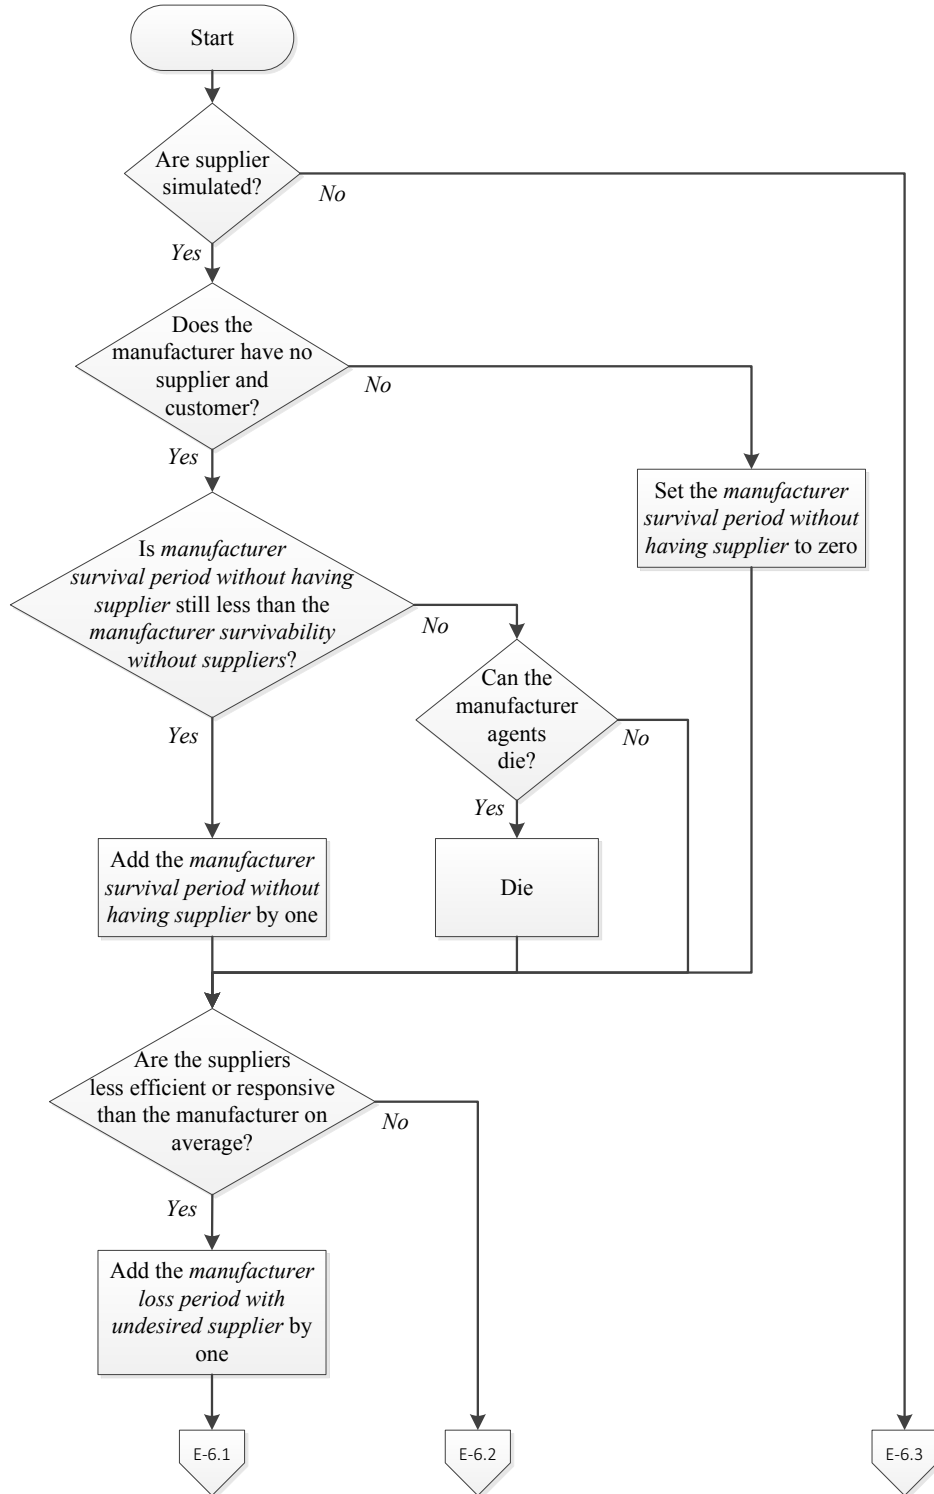 Start
Are supplier
simulated?
No
Yes
Does the
manufacturer have no
supplier and
customer?
No
Yes
Set the manufacturer
survival period without
having supplier to zero
Is manufacturer
survival period without having
supplier still less than the
manufacturer survivability
without suppliers?
No
Yes
Can the
manufacturer
agents
die?
No
Yes
Add the manufacturer
survival period without
having supplier by one
Die
Are the suppliers
less efficient or responsive
than the manufacturer on
average?
No
Yes
Add the manufacturer
loss period with
undesired supplier by
one
E-6.1
E-6.2
E-6.3